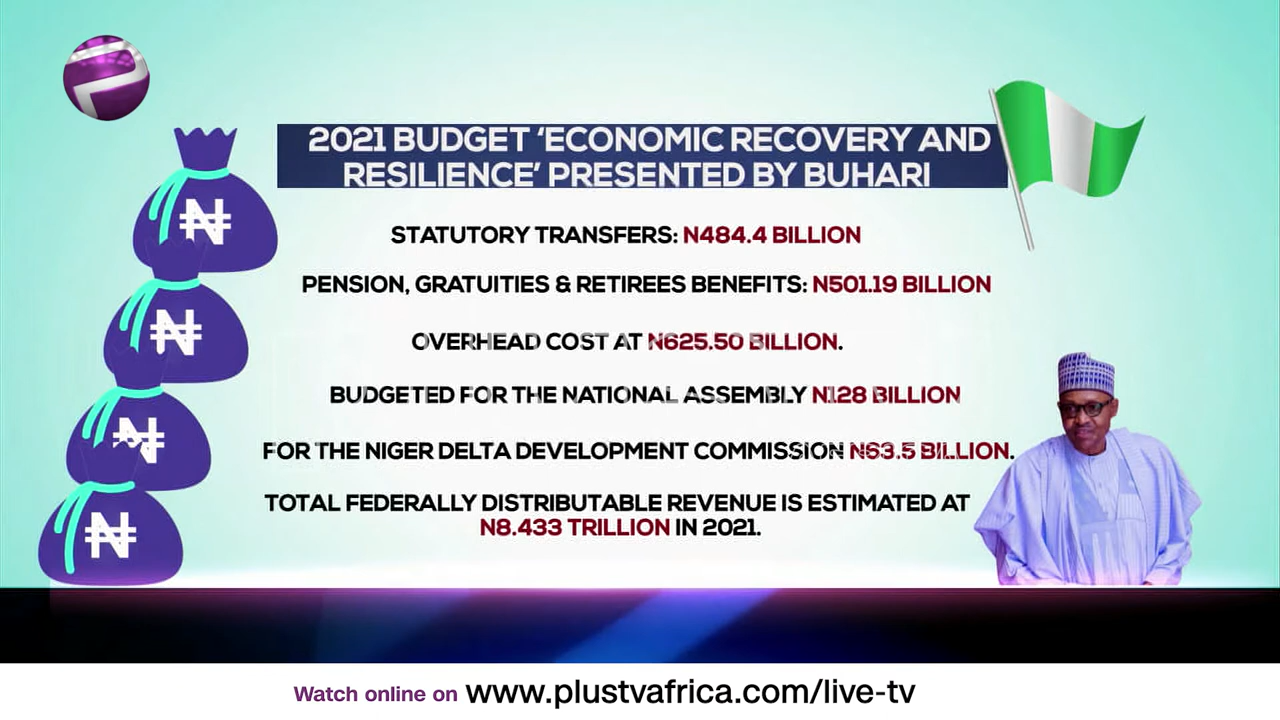 2021 BUDGET ‘ECONOMIC RECOVERY AND
RESILIENCE’ PRESENTED BY BUHARI
STATUTORY TRANSFERS: N484.4 BILLION
PENSION, GRATUITIES & RETIREES BENEFITS: N501.19 BILLION
OVERHEAD COST AT N625.50 BILLION.
BUDGETED FOR THE NATIONAL ASSEMBLY N128 BILLION
FOR THE NIGER DELTA DEVELOPMENT COMMISSION N63.5 BILLION.
TOTAL FEDERALLY DISTRIBUTABLE REVENUE IS ESTIMATED AT
N8.433 TRILLION IN 2021.
₦
₦
₦
₦
Watch online on www.plustvafrica.com/live-tv